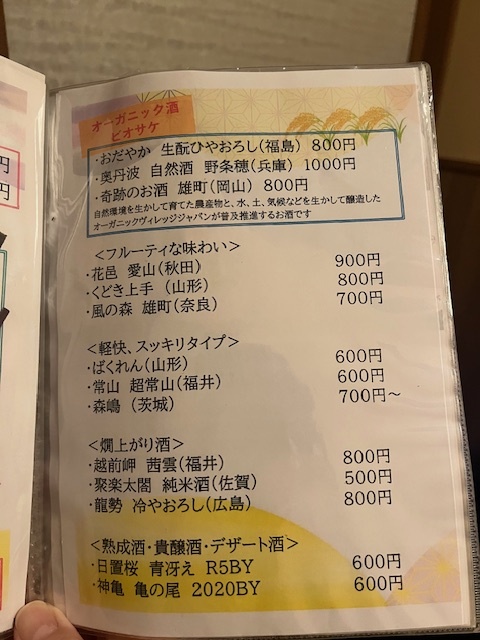 オーガニック酒
ビオサケ
・おだやか 生酛ひやおろし(福島) 800円
・奥丹波 自然酒 野条穂(兵庫) 1000円
・奇跡のお酒 雄町(岡山) 800円
自然環境を生かして育てた農産物と、水、土、気候などを生かして醸造した
オーガニックヴィレッジジャパンが普及推進するお酒です
<フルーティな味わい>
・花邑 愛山(秋田) 900円
・くどき上手 (山形) 800円
・風の森 雄町(奈良) 700円
<軽快、スッキリタイプ>
・ばくれん(山形) 600円
・常山 超常山(福井) 600円
・森嶋 (茨城) 700円~
<燗上がり酒>
・越前岬 茜雲(福井) 800円
・聚楽太閤 純米酒(佐賀) 500円
・龍勢 冷やおろし(広島) 800円
<熟成酒・貴醸酒・デザート酒>
・日置桜 青冴え R5BY 600円
・神亀 亀の尾 2020BY 600円
円
円